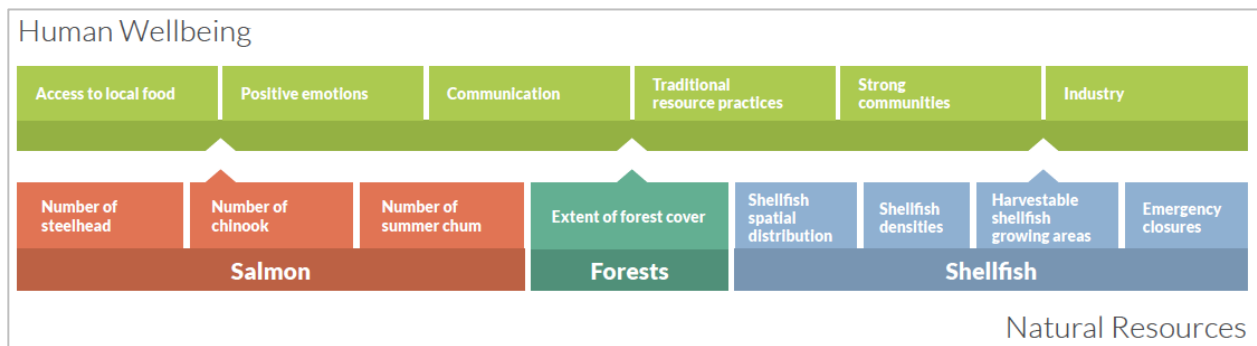 Human Wellbeing
Access to local food
Positive emotions
Communication
Traditional
resource practices
Strong
communities
Industry
Number of
steelhead
Number of
chinook
Number of
summer chum
Extent of forest cover
Shellfish
spatial
distribution
Shellfish
densities
Harvestable
shellfish
growing areas
Emergency
closures
Salmon
Forests
Shellfish
Natural Resources